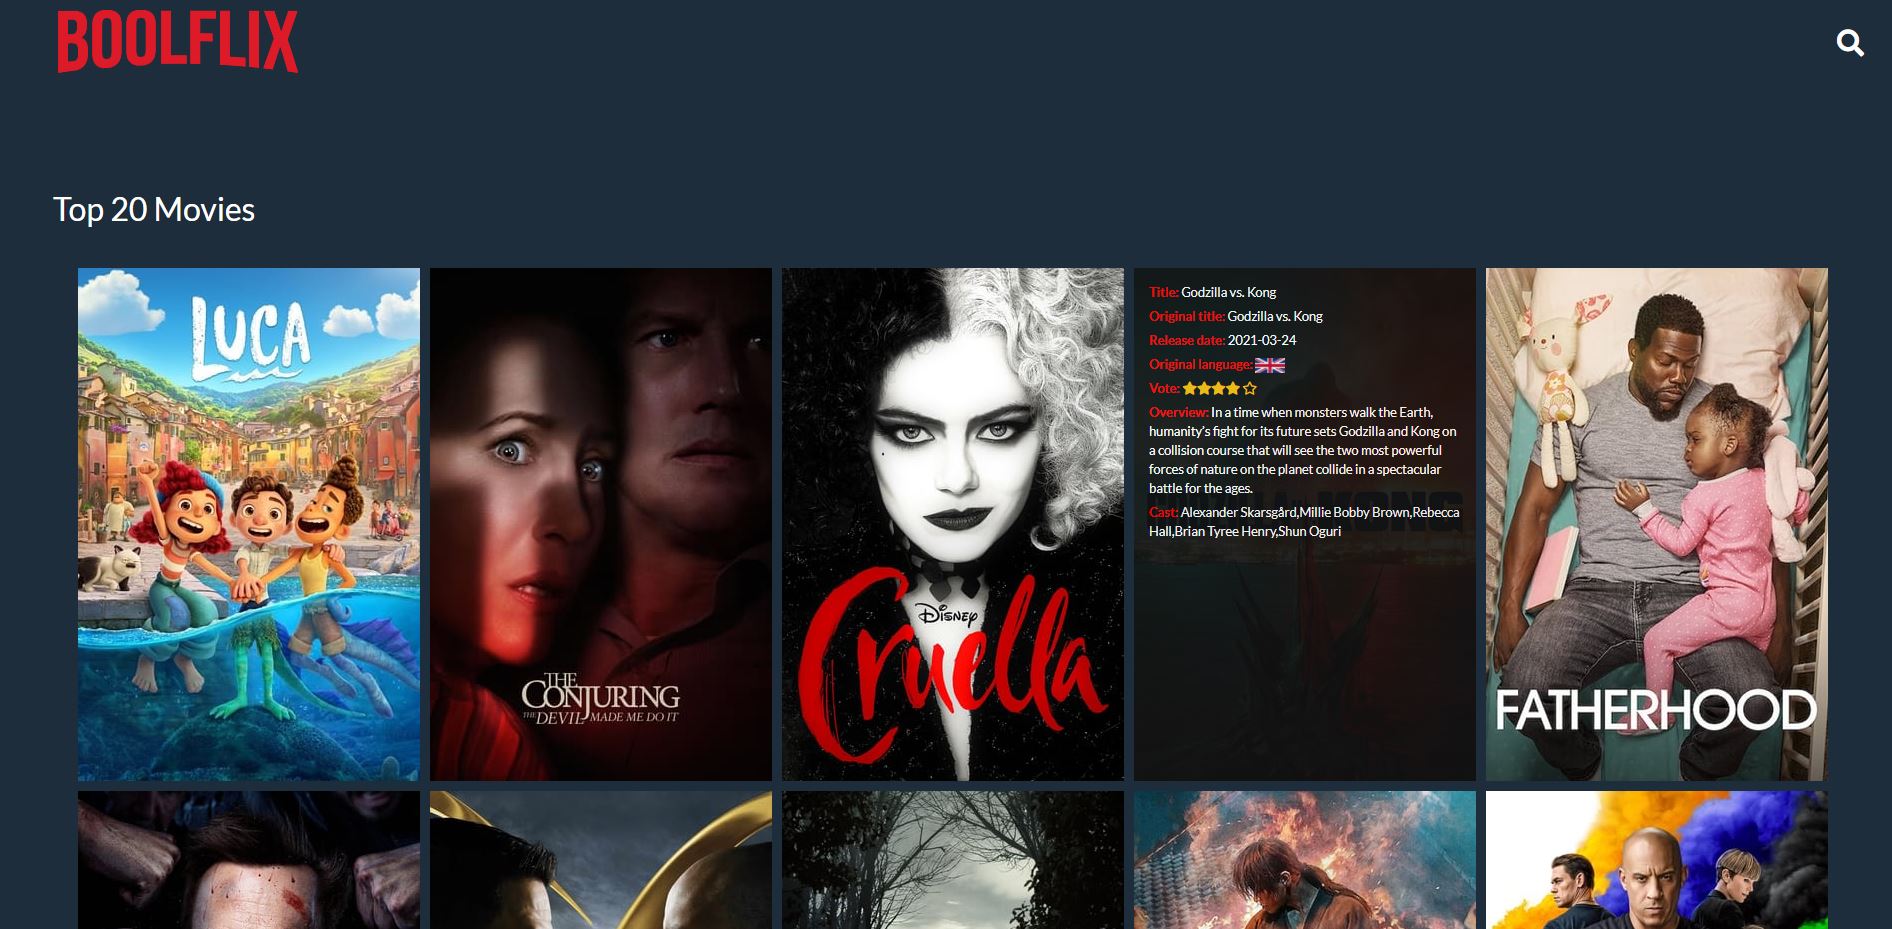 BOOLFLIX
Top 20 Movies
LUCA
THE
CONJURING
THE DEVIL MADE ME DO IT
DISNEY
Cruella
Title: Godzilla vs. Kong
Original title: Godzilla vs. Kong
Release date: 2021-03-24
Original language:
Vote:
Overview: In a time when monsters walk the Earth,
humanity's fight for its future sets Godzilla and Kong on
a collision course that will see the two most powerful
forces of nature on the planet collide in a spectacular
battle for the ages.
KONG
Cast: Alexander Skarsgård,Millie Bobby Brown,Rebecca
Hall,Brian Tyree Henry,Shun Oguri
FATHERHOOD